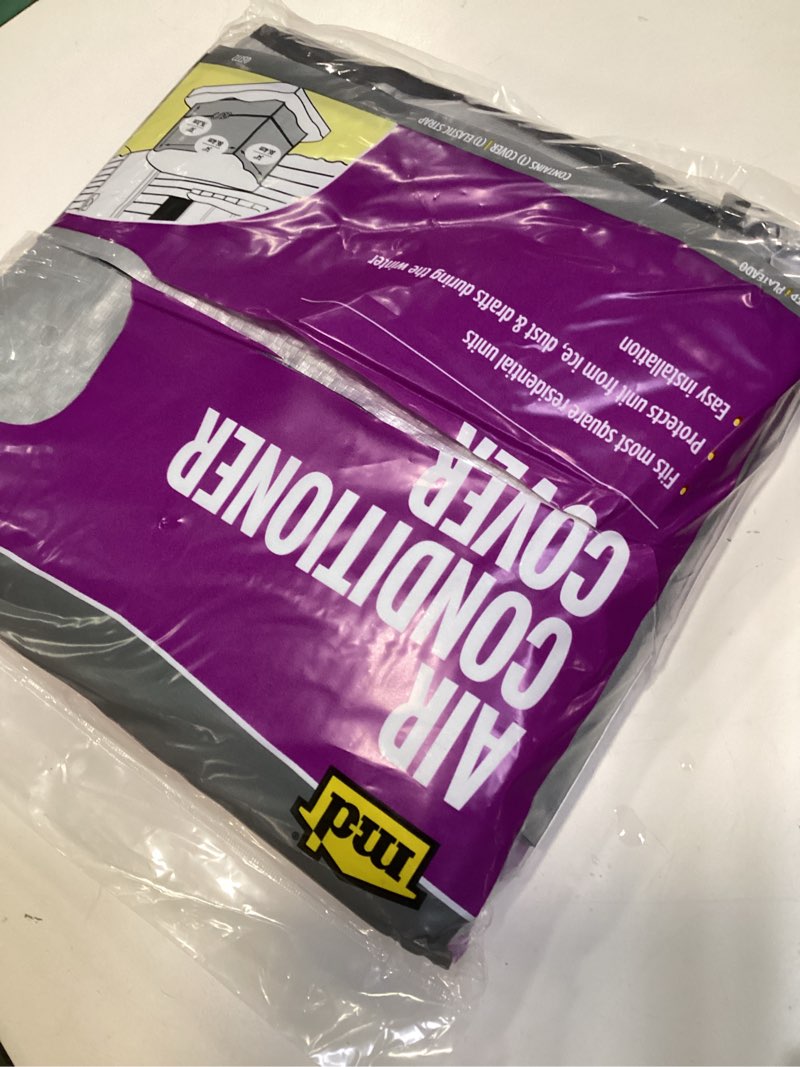 m-d
AIR
CONDITIONER
COVER
Fits most square residential units
Protects unit from ice, dust & drafts during the winter
Easy installation
CONTAINS (1) COVER / (1) ELASTIC STRAP
PLATEADO